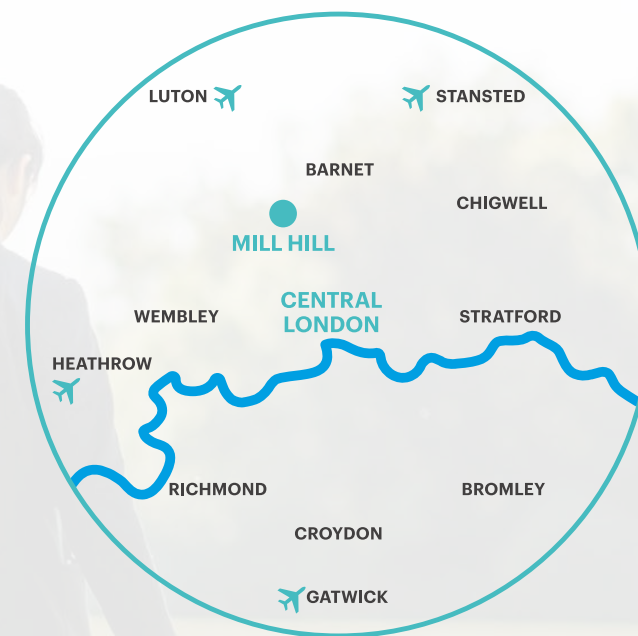 LUTON
STANSTED
BARNET
CHIGWELL
MILL HILL
CENTRAL
LONDON
WEMBLEY
STRATFORD
HEATHROW
RICHMOND
BROMLEY
CROYDON
GATWICK